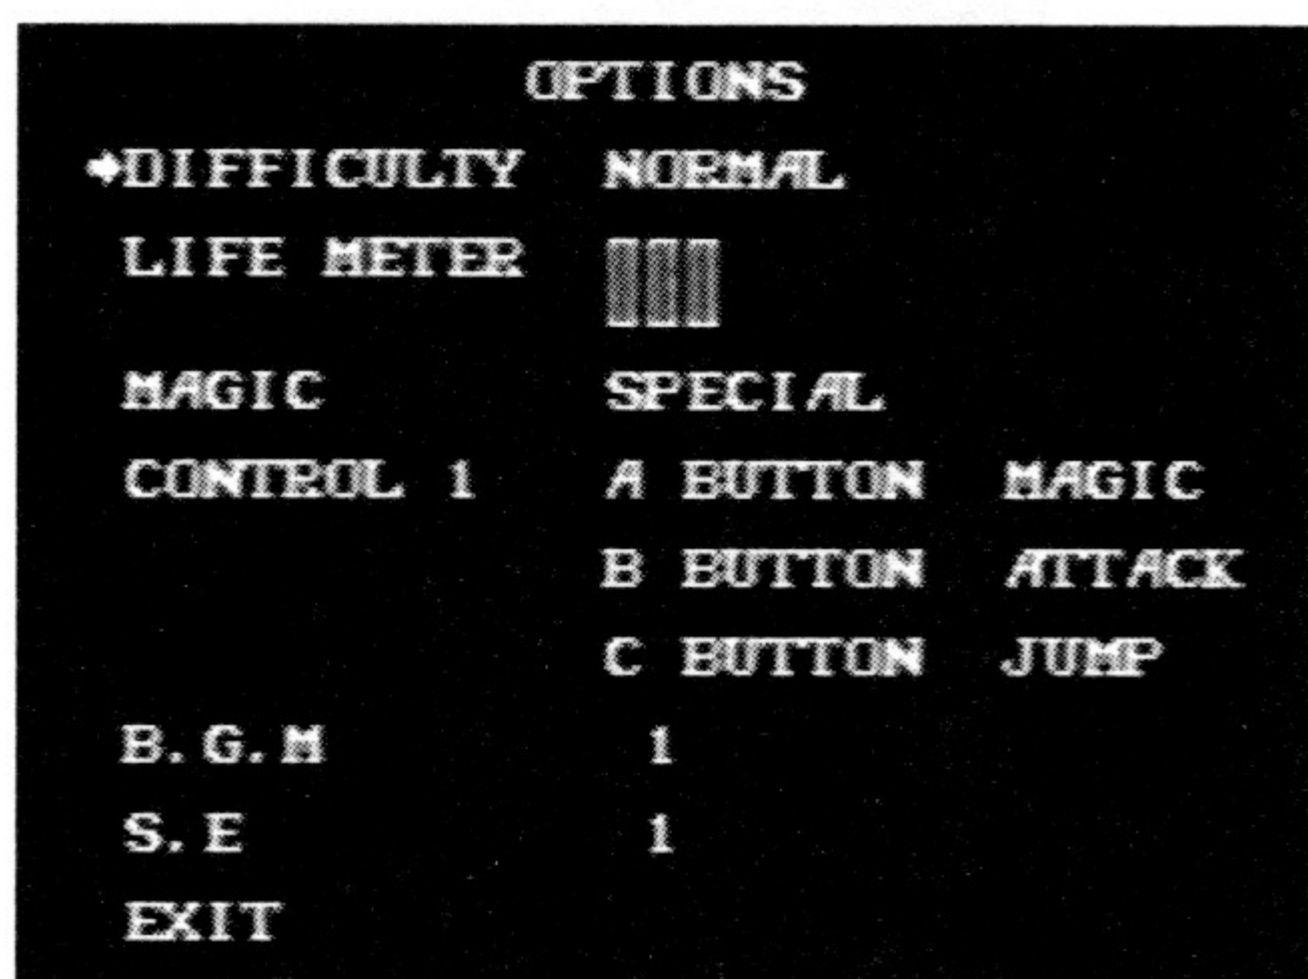 OPTIONS
DIFFICULTY NORMAL
LIFE METER
MAGIC SPECIAL
CONTROL 1 A BUTTON MAGIC
B BUTTON ATTACK
C BUTTON JUMP
B.G.M 1
S.E 1
EXIT